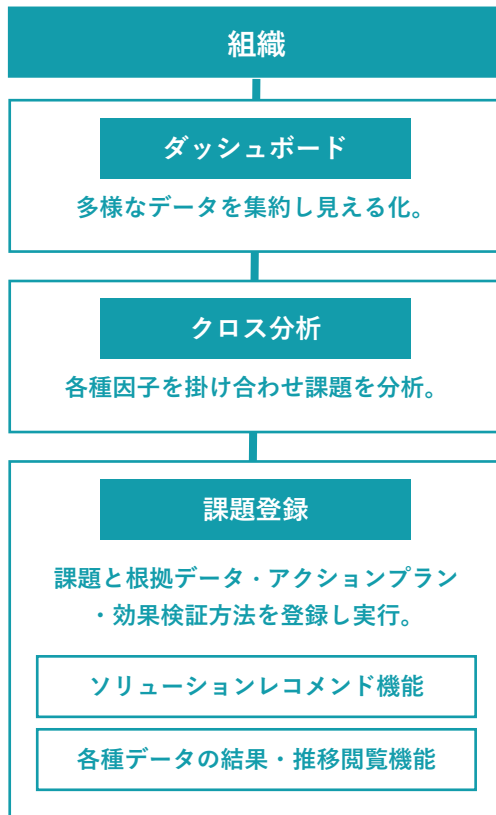 組織
ダッシュボード
多様なデータを集約し見える化。
クロス分析
各種因子を掛け合わせ課題を分析。
課題登録
課題と根拠データ・アクションプラン
・効果検証方法を登録し実行。
ソリューションレコメンド機能
各種データの結果・推移閲覧機能